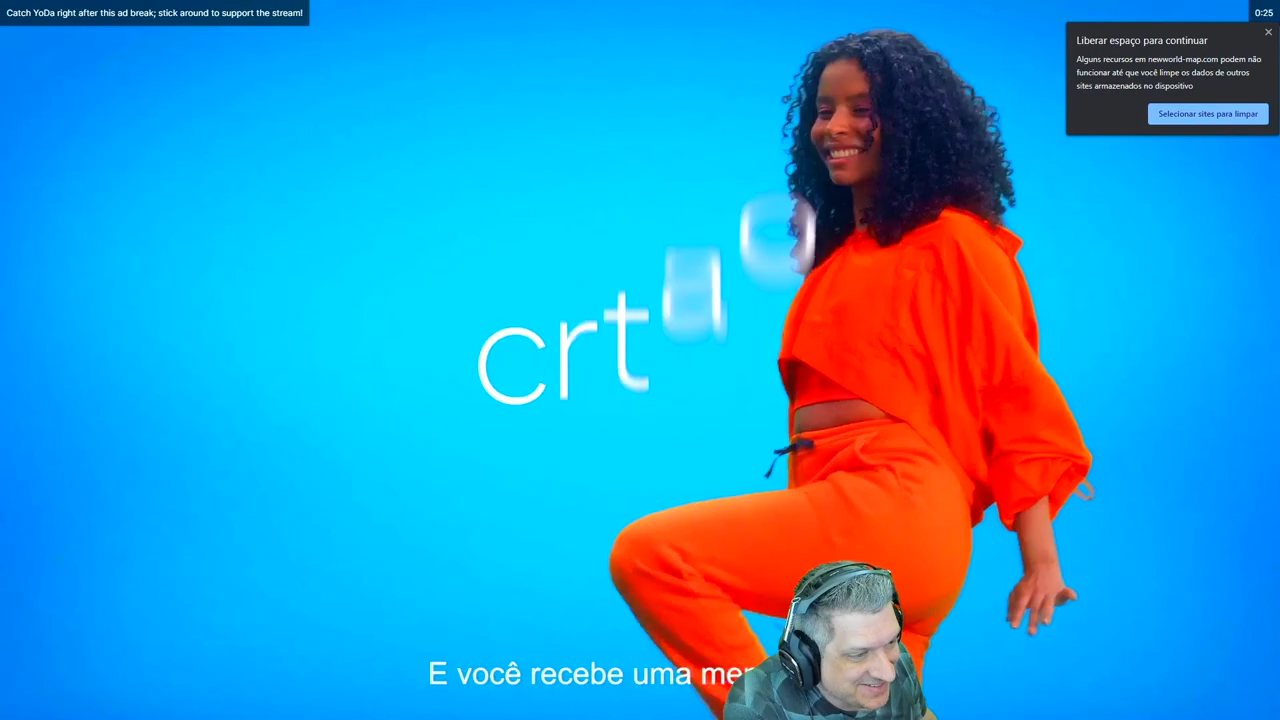 Catch YoDa right after this ad break; stick around to support the stream!
0:25
Liberar espaço para continuar
Alguns recursos em newworld-map.com podem não
funcionar até que você limpe os dados de outros
sites armazenados no dispositivo
Selecionar sites para limpar
crt
E você recebe uma